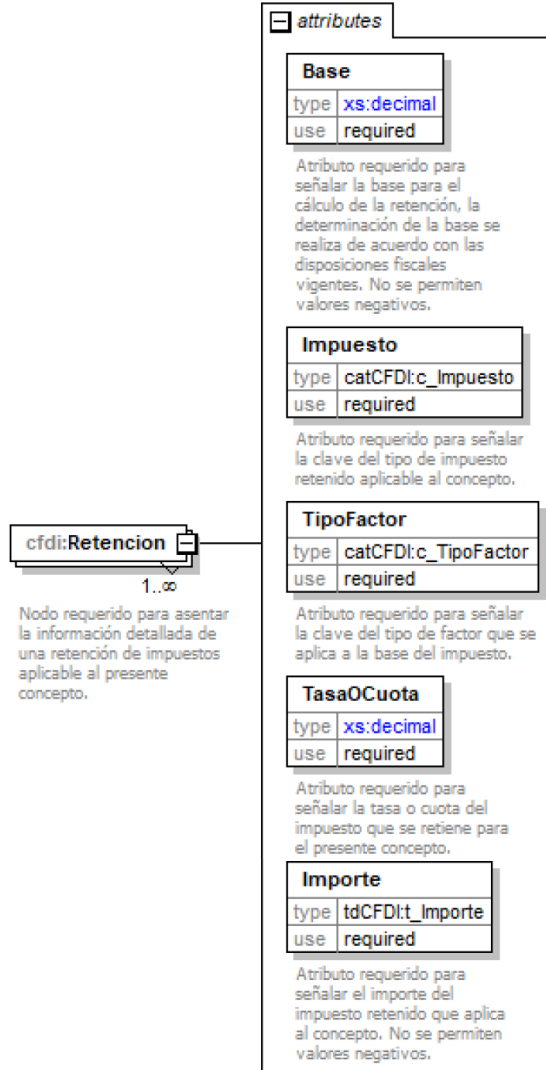 attributes
Base
type xs:decimal
use required
Atributo requerido para
señalar la base para el
cálculo de la retención, la
determinación de la base se
realiza de acuerdo con las
disposiciones fiscales
vigentes. No se permiten
valores negativos.
Impuesto
type catCFDI:c_Impuesto
use required
Atributo requerido para señalar
la clave del tipo de impuesto
retenido aplicable al concepto.
cfdi:Retencion
1..∞
Nodo requerido para asentar
la información detallada de
una retención de impuestos
aplicable al presente
concepto.
TipoFactor
type catCFDI:c_TipoFactor
use required
Atributo requerido para señalar
la clave del tipo de factor que se
aplica a la base del impuesto.
TasaOCuota
type xs:decimal
use required
Atributo requerido para
señalar la tasa o cuota del
impuesto que se retiene para
el presente concepto.
Importe
type tdCFDI:t_Importe
use required
Atributo requerido para
señalar el importe del
impuesto retenido que aplica
al concepto. No se permiten
valores negativos.